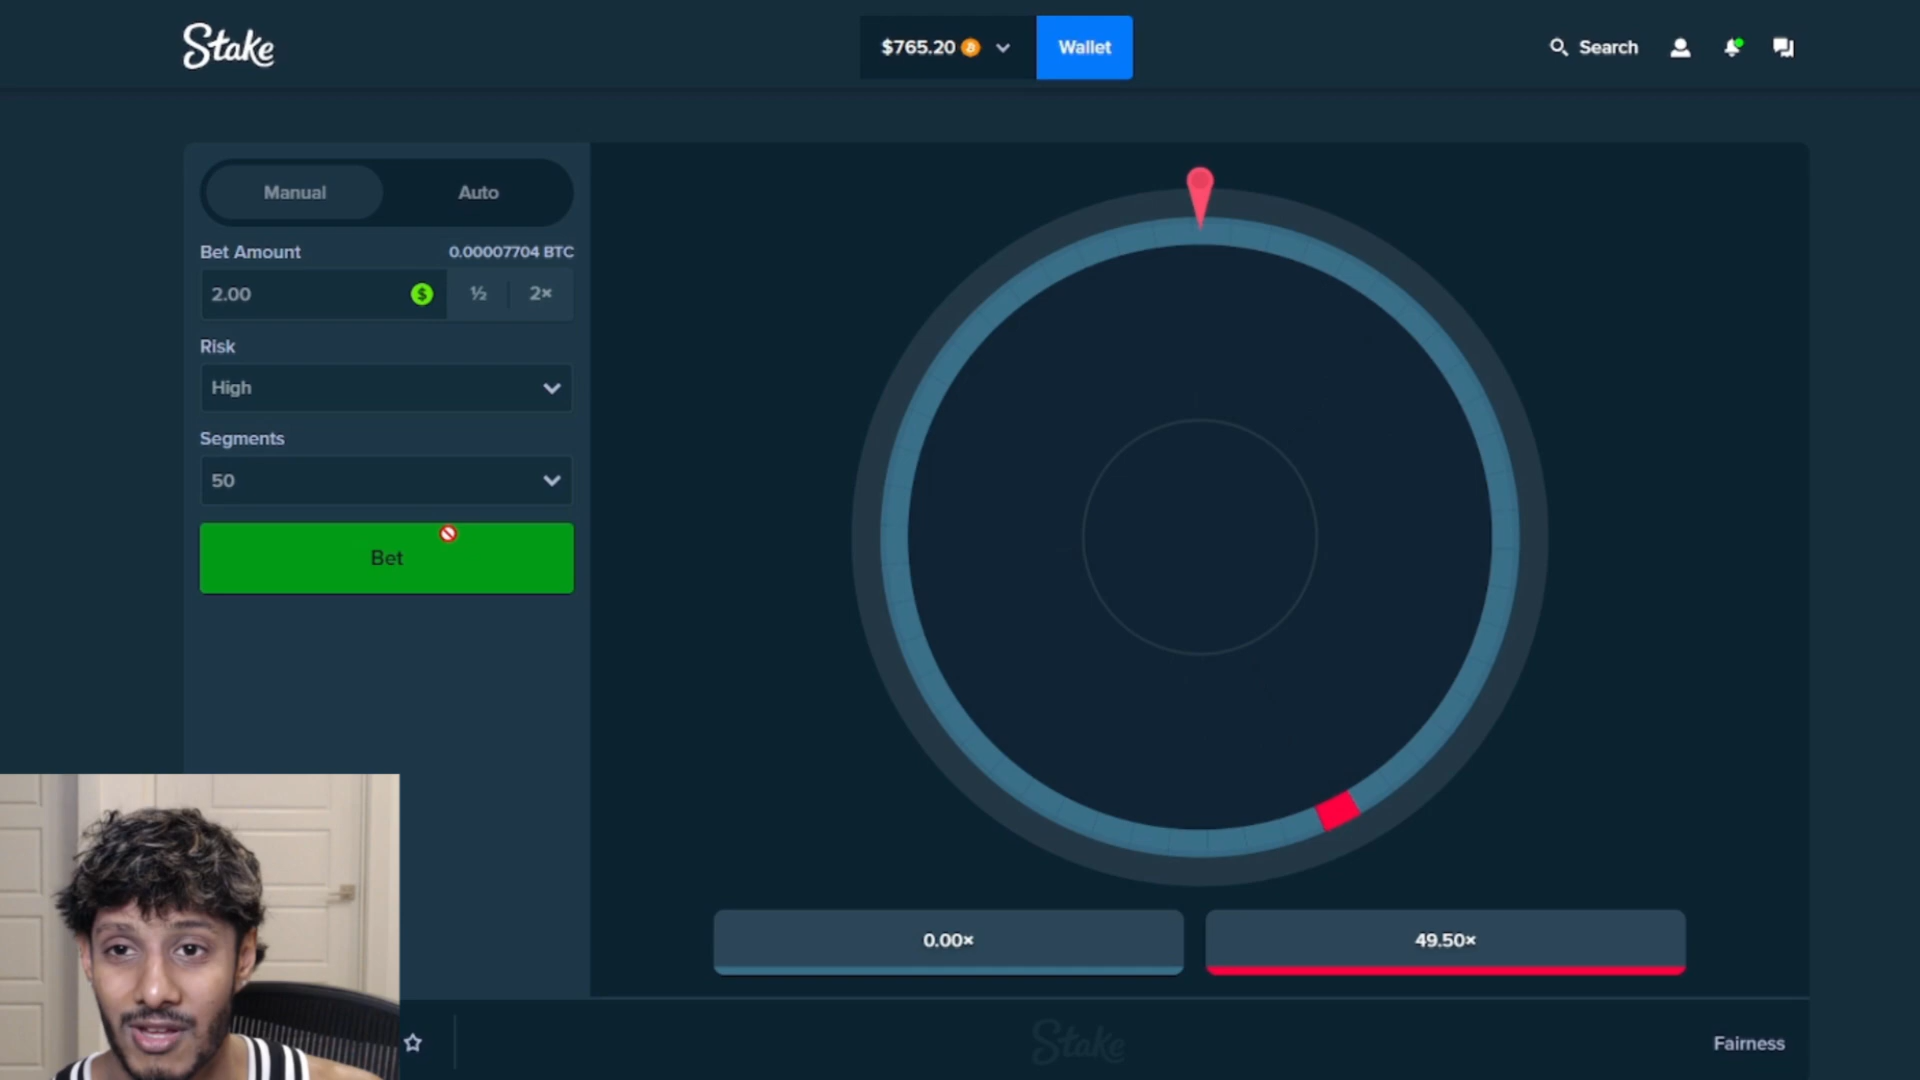 Stake
$765.20
Wallet
Search
Manual
Auto
Bet Amount
0.00007704 BTC
2.00
$
½
2×
Risk
High
Segments
50
Bet
0.00×
49.50×
Stake
Fairness